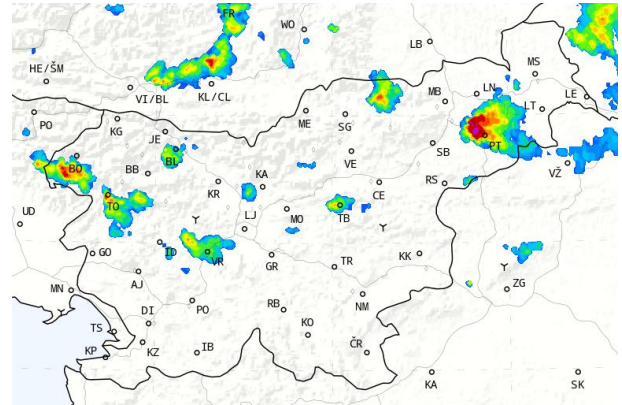 FR
WO
LB
HE/ŠM
MS
VI/BL
KL/CL
LN
LE
MB
PO
KG
ME
SG
LT
JE
PT
SB
BL
VE
VŽ
BO
BB
KR
KA
CE
RS
TO
MO
TB
UD
LJ
ID
GO
VR
GR
TR
KK
AJ
ZG
MN
PO
RB
NM
DI
TS
KO
KP
KZ
IB
ČR
KA
SK